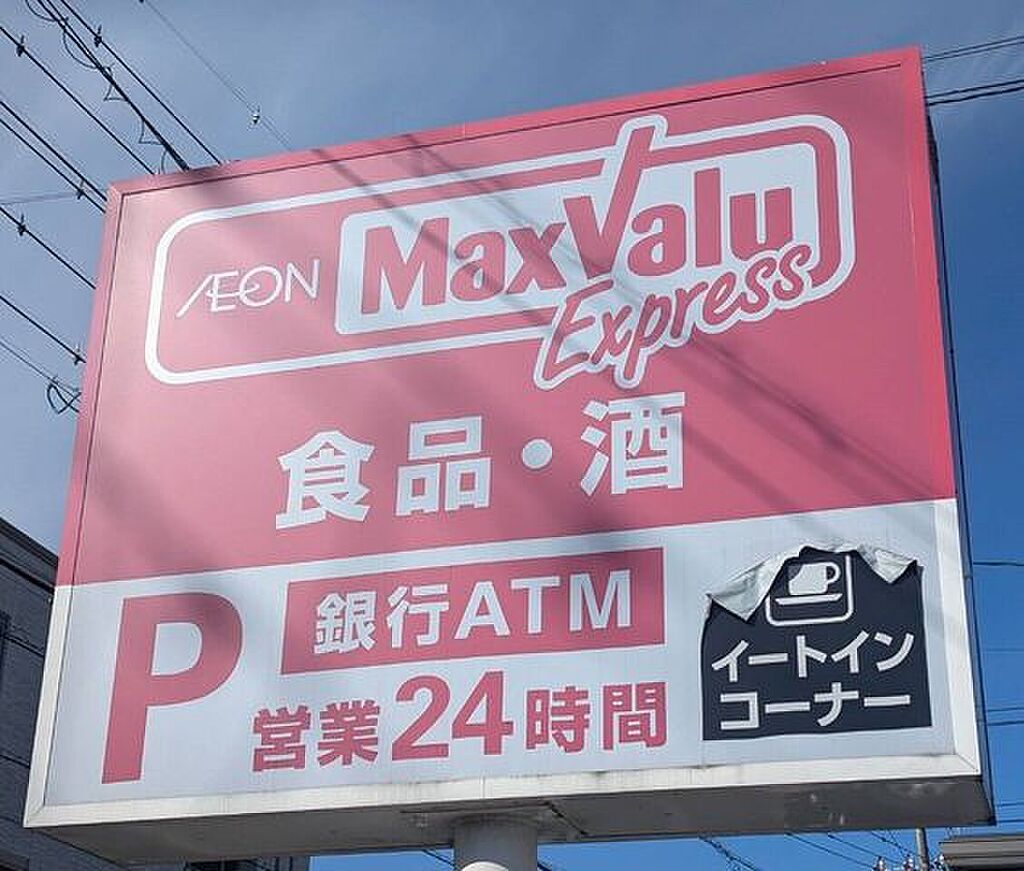 ÆON MaxValu
Express
食品・酒
P
銀行ATM
営業24時間
イートイン
コーナー